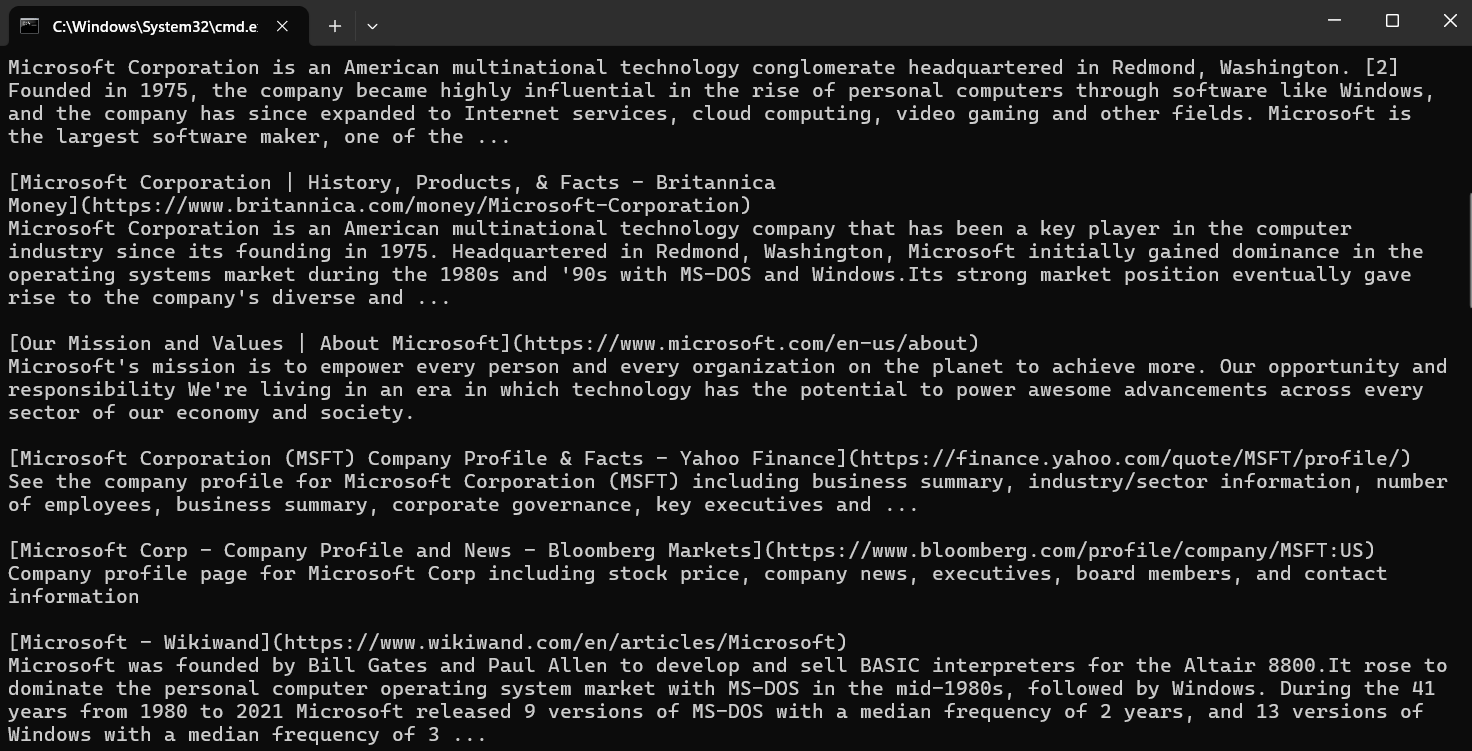 C:\Windows\System32\cmd.e
Microsoft Corporation is an American multinational technology conglomerate headquartered in Redmond, Washington. [2]
Founded in 1975, the company became highly influential in the rise of personal computers through software like Windows,
and the company has since expanded to Internet services, cloud computing, video gaming and other fields. Microsoft is
the largest software maker, one of the ...
[Microsoft Corporation | History, Products, & Facts - Britannica
Money](https://www.britannica.com/money/Microsoft-Corporation)
Microsoft Corporation is an American multinational technology company that has been a key player in the computer
industry since its founding in 1975. Headquartered in Redmond, Washington, Microsoft initially gained dominance in the
operating systems market during the 1980s and '90s with MS-DOS and Windows.Its strong market position eventually gave
rise to the company's diverse and ...
[Our Mission and Values | About Microsoft](https://www.microsoft.com/en-us/about)
Microsoft's mission is to empower every person and every organization on the planet to achieve more. Our opportunity and
responsibility We're living in an era in which technology has the potential to power awesome advancements across every
sector of our economy and society.
[Microsoft Corporation (MSFT) Company Profile & Facts - Yahoo Finance](https://finance.yahoo.com/quote/MSFT/profile/)
See the company profile for Microsoft Corporation (MSFT) including business summary, industry/sector information, number
of employees, business summary, corporate governance, key executives and ...
[Microsoft Corp - Company Profile and News - Bloomberg Markets](https://www.bloomberg.com/profile/company/MSFT:US)
Company profile page for Microsoft Corp including stock price, company news, executives, board members, and contact
information
[Microsoft - Wikiwand](https://www.wikiwand.com/en/articles/Microsoft)
Microsoft was founded by Bill Gates and Paul Allen to develop and sell BASIC interpreters for the Altair 8800.It rose to
dominate the personal computer operating system market with MS-DOS in the mid-1980s, followed by Windows. During the 41
years from 1980 to 2021 Microsoft released 9 versions of MS-DOS with a median frequency of 2 years, and 13 versions of
Windows with a median frequency of 3 ...